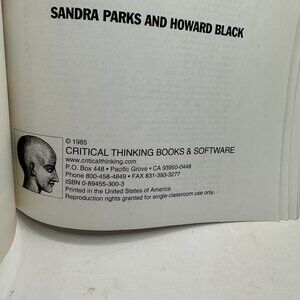 SANDRA PARKS AND HOWARD BLACK
© 1985
CRITICAL THINKING BOOKS & SOFTWARE
www.criticalthinking.com
P.O. Box 448 • Pacific Grove • CA 93950-0448
Phone 800-458-4849 • FAX 831-393-3277
ISBN 0-89455-300-3
Printed in the United States of America
Reproduction rights granted for single-classroom use only.